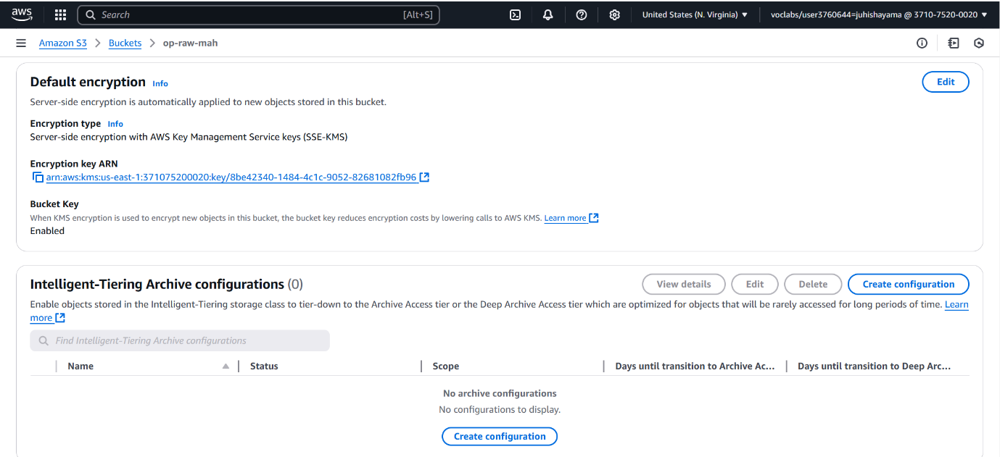 aws
Search [Alt+S] United States (N. Virginia) ▼ voclabs/user3760644=juhishayama @ 3710-7520-0020 ▼
Amazon S3 > Buckets > op-raw-mah
Default encryption Info Edit
Server-side encryption is automatically applied to new objects stored in this bucket.
Encryption type Info
Server-side encryption with AWS Key Management Service keys (SSE-KMS)
Encryption key ARN
arn:aws:kms:us-east-1:371075200020:key/8be42340-1484-4c1c-9052-82681082fb96
Bucket Key
When KMS encryption is used to encrypt new objects in this bucket, the bucket key reduces encryption costs by lowering calls to AWS KMS. Learn more
Enabled
Intelligent-Tiering Archive configurations (0) View details Edit Delete Create configuration
Enable objects stored in the Intelligent-Tiering storage class to tier-down to the Archive Access tier or the Deep Archive Access tier which are optimized for objects that will be rarely accessed for long periods of time. Learn
more
Find Intelligent-Tiering Archive configurations
Name Status Scope Days until transition to Archive Ac... Days until transition to Deep Arc...
No archive configurations
No configurations to display.
Create configuration